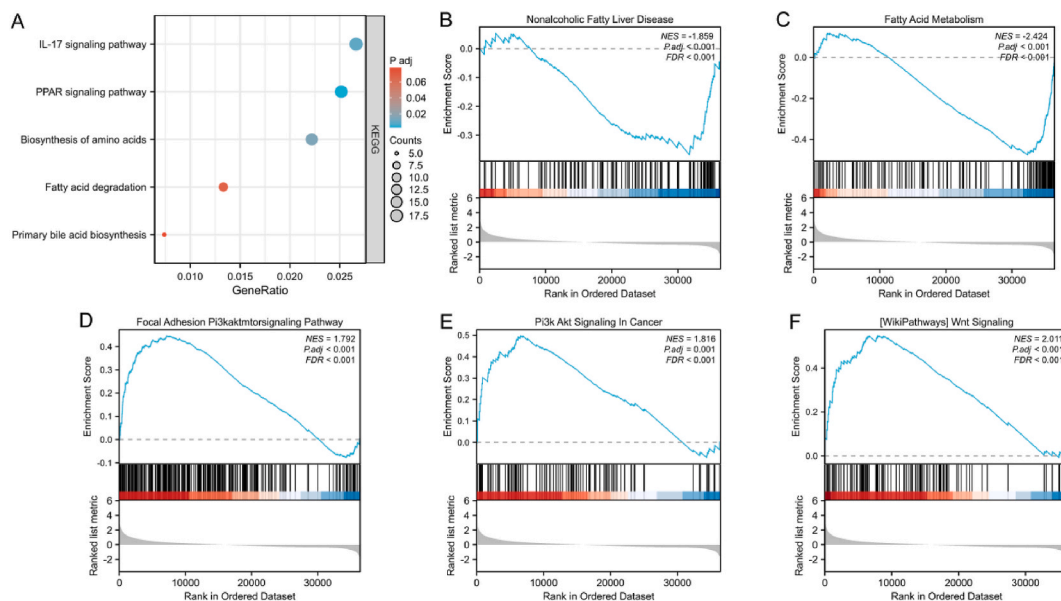 A
IL-17 signaling pathway
PPAR signaling pathway
Biosynthesis of amino acids
Fatty acid degradation
Primary bile acid biosynthesis
0.010
0.015
0.020
0.025
GeneRatio
KEGG
P adj
0.06
0.04
0.02
Counts
5.0
7.5
10.0
12.5
15.0
17.5
B
Nonalcoholic Fatty Liver Disease
NES = -1.859
P.adj < 0.001
FDR < 0.001
Enrichment Score
0.0
-0.1
-0.2
-0.3
Ranked list metric
6
4
2
0
-2
0
10000
20000
30000
Rank in Ordered Dataset
C
Fatty Acid Metabolism
NES = -2.424
P.adj < 0.001
FDR < 0.001
Enrichment Score
0.0
-0.2
-0.4
Ranked list metric
6
4
2
0
-2
0
10000
20000
30000
Rank in Ordered Dataset
D
Focal Adhesion Pi3kaktmtorsignaling Pathway
NES = 1.792
P.adj < 0.001
FDR < 0.001
Enrichment Score
0.4
0.3
0.2
0.1
0.0
-0.1
Ranked list metric
6
4
2
0
-2
0
10000
20000
30000
Rank in Ordered Dataset
E
Pi3k Akt Signaling In Cancer
NES = 1.816
P.adj = 0.001
FDR < 0.001
Enrichment Score
0.5
0.4
0.3
0.2
0.1
0.0
Ranked list metric
6
4
2
0
-2
0
10000
20000
30000
Rank in Ordered Dataset
F
[WikiPathways] Wnt Signaling
NES = 2.011
P.adj < 0.001
FDR < 0.001
Enrichment Score
0.4
0.2
0.0
Ranked list metric
6
4
2
0
-2
0
10000
20000
30000
Rank in Ordered Dataset